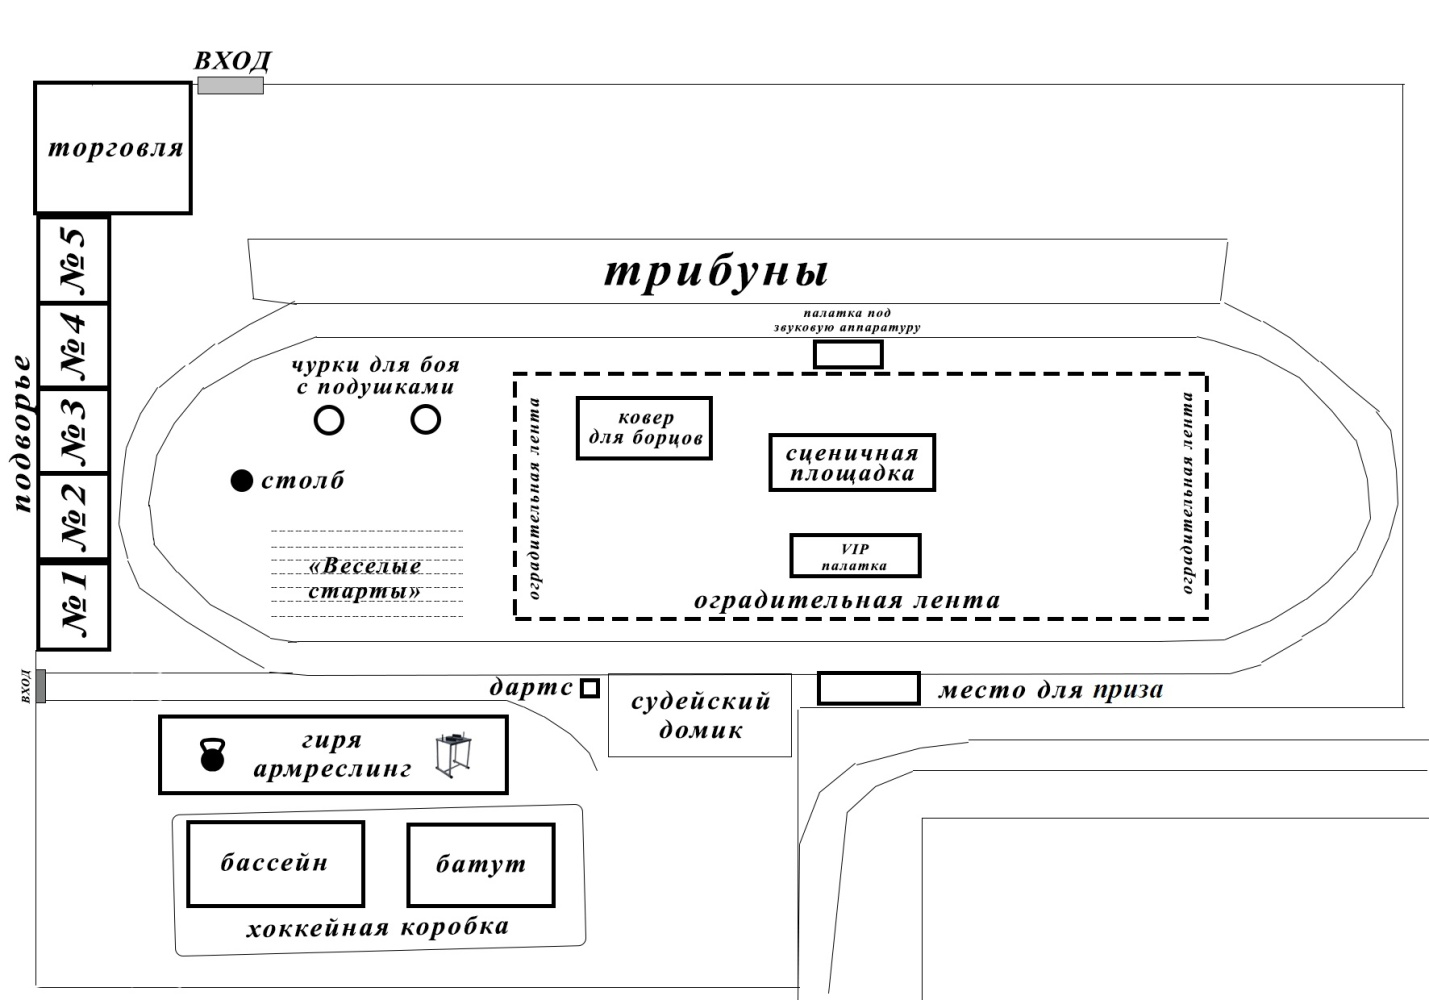 ВХОД
торговля
№5
№4
№3
№2
№1
подворье
трибуны
палатка под
звуковую аппаратуру
чурки для боя
с подушками
столб
«Веселые
старты»
оградительная лента
ковер
для борцов
сценичная
площадка
VIP
палатка
оградительная лента
оградительная лента
ВХОД
дартс
судейский
домик
место для приза
гиря
армреслинг
бассейн
батут
хоккейная коробка